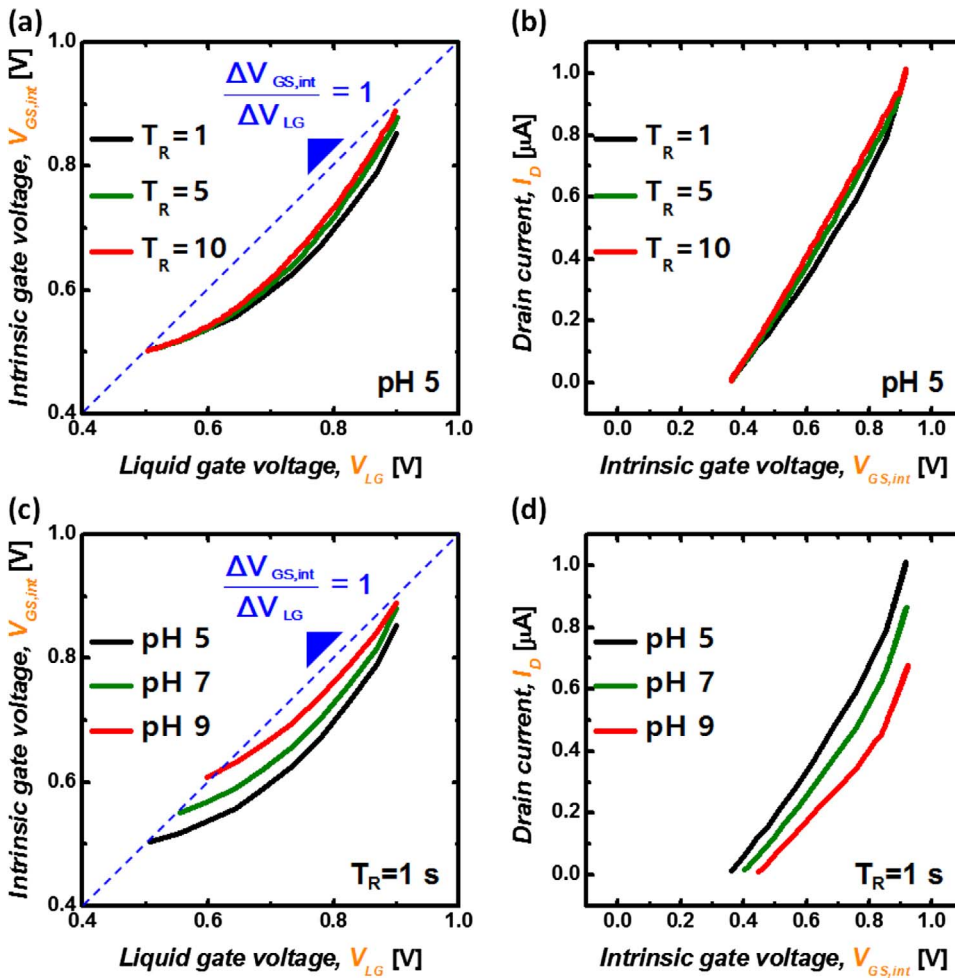 (a)
1.0
0.8
0.6
0.4
Intrinsic gate voltage, V_GS,int [V]
ΔV_GS,int
ΔV_LG
= 1
T_R=1
T_R=5
T_R=10
pH 5
0.4 0.6 0.8 1.0
Liquid gate voltage, V_LG [V]
(b)
1.0
0.8
0.6
0.4
0.2
0.0
Drain current, I_D [μA]
T_R=1
T_R=5
T_R=10
pH 5
0.0 0.2 0.4 0.6 0.8 1.0
Intrinsic gate voltage, V_GS,int [V]
(c)
1.0
0.8
0.6
0.4
Intrinsic gate voltage, V_GS,int [V]
ΔV_GS,int
ΔV_LG
= 1
pH 5
pH 7
pH 9
T_R=1 s
0.4 0.6 0.8 1.0
Liquid gate voltage, V_LG [V]
(d)
1.0
0.8
0.6
0.4
0.2
0.0
Drain current, I_D [μA]
pH 5
pH 7
pH 9
T_R=1 s
0.0 0.2 0.4 0.6 0.8 1.0
Intrinsic gate voltage, V_GS,int [V]